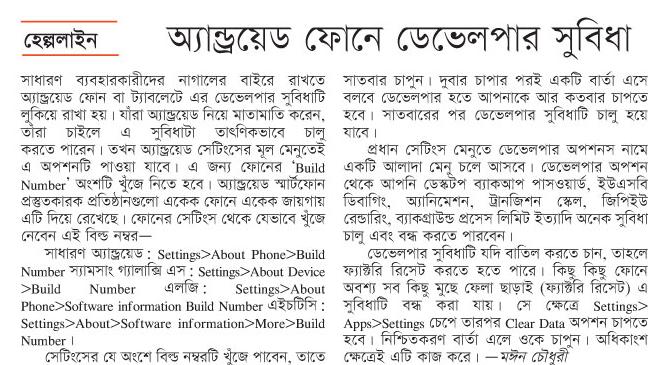 হেল্পলাইন
অ্যান্ড্রয়েড ফোনে ডেভেলপার সুবিধা
সাধারণ ব্যবহারকারীদের নাগালের বাইরে রাখতে
অ্যান্ড্রয়েড ফোন বা ট্যাবলেটে এর ডেভেলপার সুবিধাটি
লুকিয়ে রাখা হয়। যাঁরা অ্যান্ড্রয়েড নিয়ে মাতামাতি করেন,
তাঁরা চাইলে এ সুবিধাটা তাৎণিকভাবে চালু
করতে পারেন। তখন অ্যান্ড্রয়েড সেটিংসের মূল মেনুতেই
এ অপশনটি পাওয়া যাবে। এ জন্য ফোনের ‘Build
Number’ অংশটি খুঁজে নিতে হবে। অ্যান্ড্রয়েড স্মার্টফোন
প্রস্তুতকারক প্রতিষ্ঠানগুলো একেক ফোনে একেক জায়গায়
এটি দিয়ে রেখেছে। ফোনের সেটিংস থেকে যেভাবে খুঁজে
নেবেন এই বিল্ড নম্বর—
সাধারণ অ্যান্ড্রয়েড : Settings>About Phone>Build
Number স্যামসাং গ্যালাক্সি এস : Settings>About Device
>Build Number এলজি : Settings>About
Phone>Software information Build Number এইচটিসি :
Settings>About>Software information>More>Build
Number।
সেটিংসের যে অংশে বিল্ড নম্বরটি খুঁজে পাবেন, তাতে
সাতবার চাপুন। দুবার চাপার পরই একটি বার্তা এসে
বলবে ডেভেলপার হতে আপনাকে আর কতবার চাপতে
হবে। সাতবারের পর ডেভেলপার সুবিধাটি চালু হয়ে
যাবে।
প্রধান সেটিংস মেনুতে ডেভেলপার অপশনস নামে
একটি আলাদা মেনু চলে আসবে। ডেভেলপার অপশন
থেকে আপনি ডেস্কটপ ব্যাকআপ পাসওয়ার্ড, ইউএসবি
ডিবাগিং, অ্যানিমেশন, ট্রানজিশন স্কেল, জিপিইউ
রেন্ডারিং, ব্যাকগ্রাউন্ড প্রসেস লিমিট ইত্যাদি অনেক সুবিধা
চালু এবং বন্ধ করতে পারবেন।
ডেভেলপার সুবিধাটি যদি বাতিল করতে চান, তাহলে
ফ্যাক্টরি রিসেট করতে হতে পারে। কিছু কিছু ফোনে
অবশ্য সব কিছু মুছে ফেলা ছাড়াই (ফ্যাক্টরি রিসেট) এ
সুবিধাটি বন্ধ করা যায়। সে ক্ষেত্রে Settings>
Apps>Settings চেপে তারপর Clear Data অপশন চাপতে
হবে। নিশ্চিতকরণ বার্তা এলে ওকে চাপুন। অধিকাংশ
ক্ষেত্রেই এটি কাজ করে। —মঈন চৌধুরী